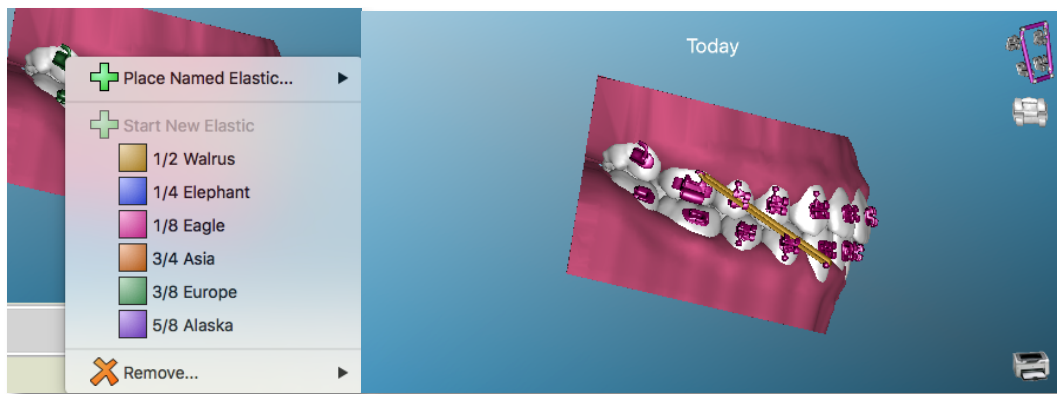 Place Named Elastic...
Start New Elastic
1/2 Walrus
1/4 Elephant
1/8 Eagle
3/4 Asia
3/8 Europe
5/8 Alaska
Remove...
Today